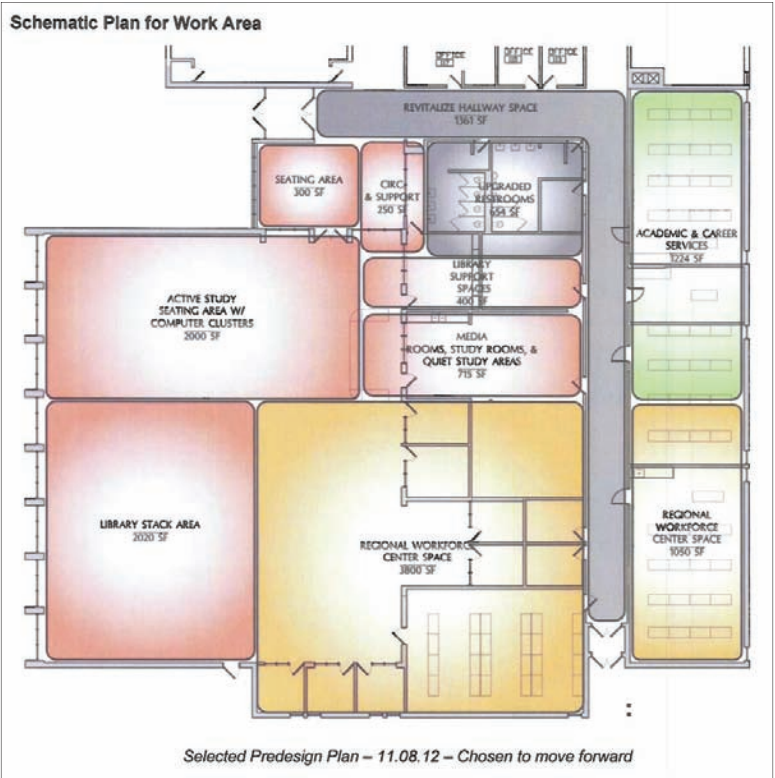 Schematic Plan for Work Area
OFFICE
OFFICE
OFFICE
REVITALIZE HALLWAY SPACE
1361 SF
SEATING AREA
300 SF
CIRC
& SUPPORT
250 SF
UPGRADED
RESTROOMS
654 SF
ACADEMIC & CAREER
SERVICES
1224 SF
LIBRARY
SUPPORT
SPACES
400 SF
ACTIVE STUDY
SEATING AREA W/
COMPUTER CLUSTERS
2000 SF
MEDIA
ROOMS, STUDY ROOMS, &
QUIET STUDY AREAS
715 SF
LIBRARY STACK AREA
2020 SF
REGIONAL WORKFORCE
CENTER SPACE
3800 SF
REGIONAL
WORKFORCE
CENTER SPACE
1050 SF
Selected Predesign Plan – 11.08.12 – Chosen to move forward